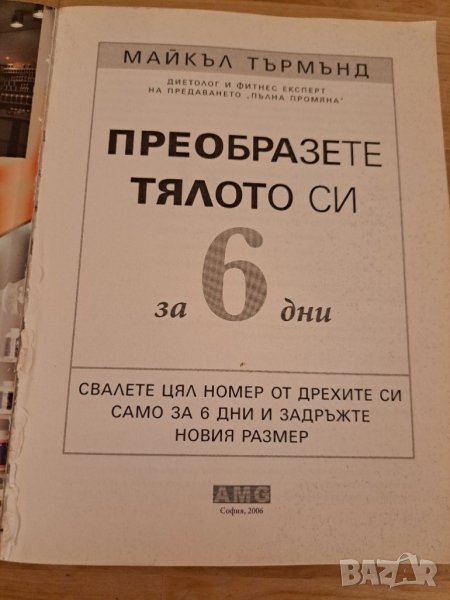 МАЙКЪЛ ТЪРМЪНД
ДИЕТОЛОГ И ФИТНЕС ЕКСПЕРТ
НА ПРЕДАВАНЕТО „ПЪЛНА ПРОМЯНА"
ПРЕОБРАЗЕТЕ
ТЯЛОТО СИ
за 6 дни
СВАЛЕТЕ ЦЯЛ НОМЕР ОТ ДРЕХИТЕ СИ
САМО ЗА 6 ДНИ И ЗАДРЪЖТЕ
НОВИЯ РАЗМЕР
AMG
София, 2006
BAZAR